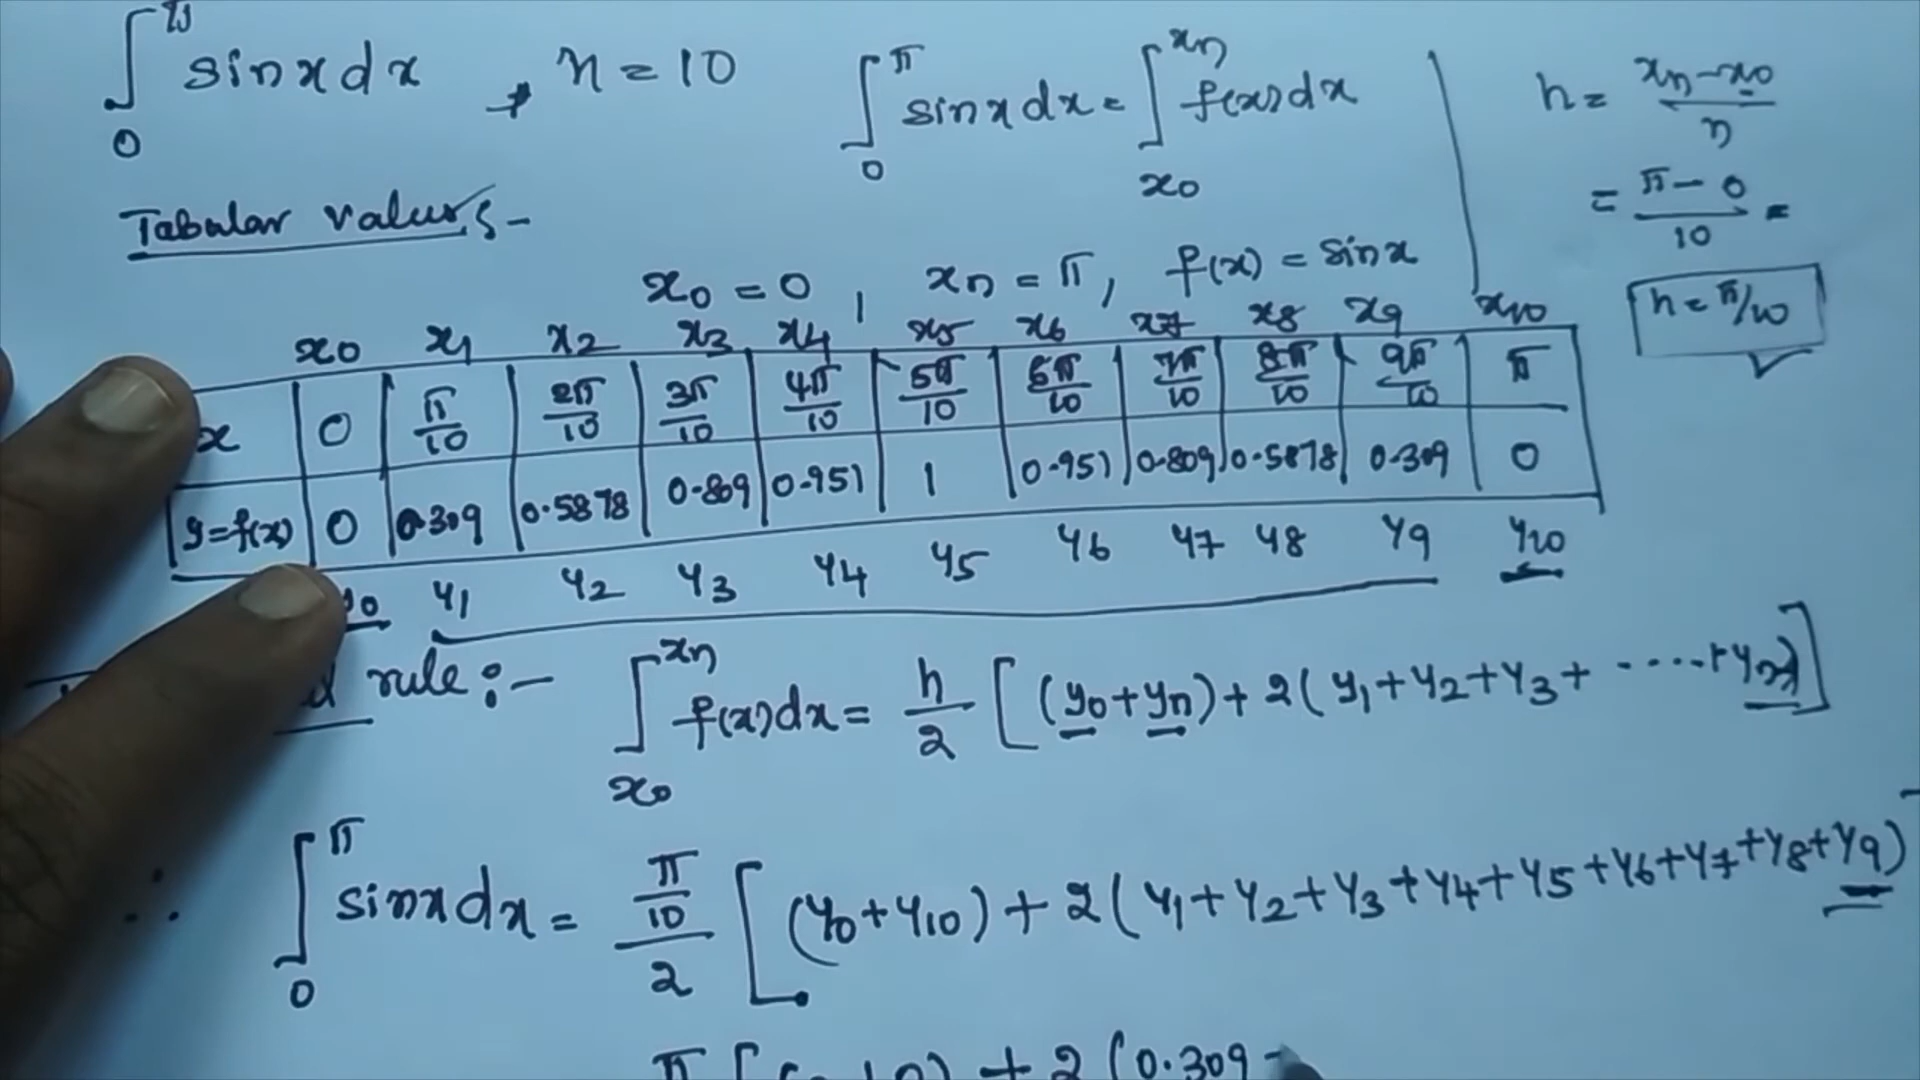 ∫₀^π sinx dx , n = 10
∫₀^π sinx dx = ∫_{x0}^{xn} f(x) dx
h = (xn - x0)/n
= (π - 0)/10 =
h = π/10
Tabular values -
x0 = 0 , xn = π , f(x) = sinx
x0 x1 x2 x3 x4 x5 x6 x7 x8 x9 x10
x 0 π/10 2π/10 3π/10 4π/10 5π/10 6π/10 7π/10 8π/10 9π/10 π
y=f(x) 0 0.309 0.5878 0.809 0.951 1 0.951 0.809 0.5878 0.309 0
y1 y2 y3 y4 y5 y6 y7 y8 y9 y10
rule :- ∫_{x0}^{xn} f(x) dx = h/2 [(y0+yn)+2(y1+y2+y3+ .....+y )]
∴ ∫₀^π sinx dx = (π/10)/2 [(y0+y10)+2(y1+y2+y3+y4+y5+y6+y7+y8+y9)
π [( +0)+2(0.309